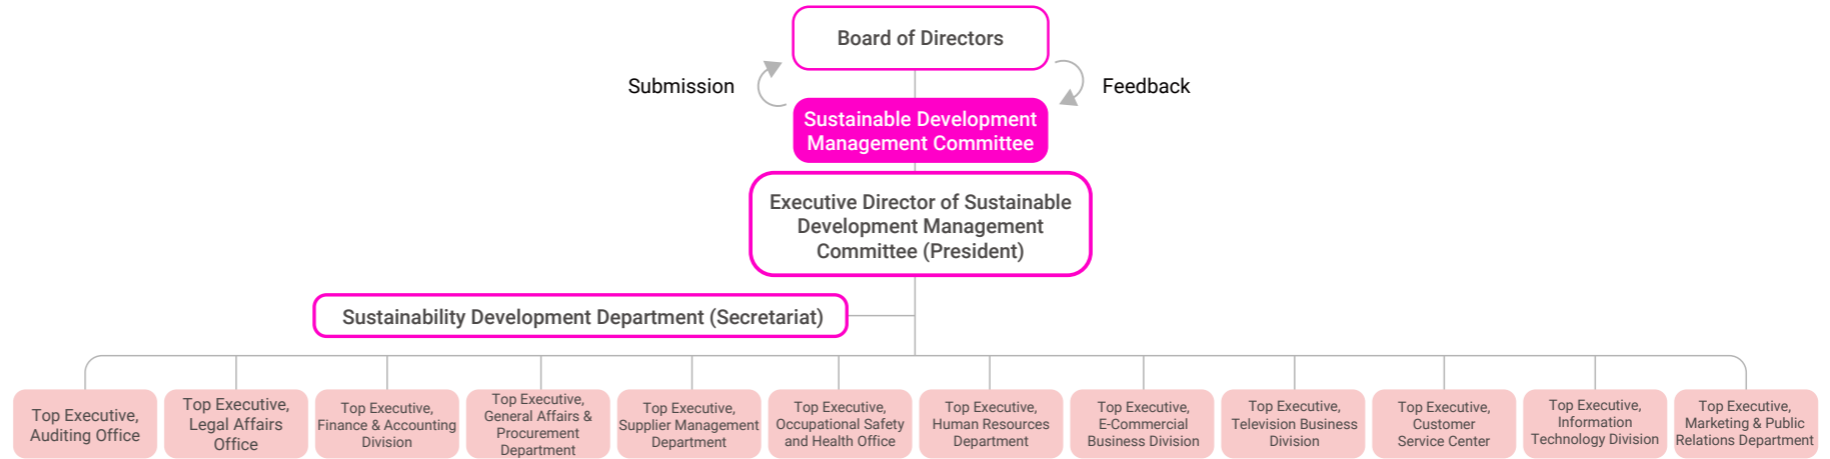 Board of Directors
Submission
Feedback
Sustainable Development
Management Committee
Executive Director of Sustainable
Development Management
Committee (President)
Sustainability Development Department (Secretariat)
Top Executive,
Auditing Office
Top Executive,
Legal Affairs
Office
Top Executive,
Finance & Accounting
Division
Top Executive,
General Affairs &
Procurement
Department
Top Executive,
Supplier Management
Department
Top Executive,
Occupational Safety
and Health Office
Top Executive,
Human Resources
Department
Top Executive,
E-Commercial
Business Division
Top Executive,
Television Business
Division
Top Executive,
Customer
Service Center
Top Executive,
Information
Technology Division
Top Executive,
Marketing & Public
Relations Department